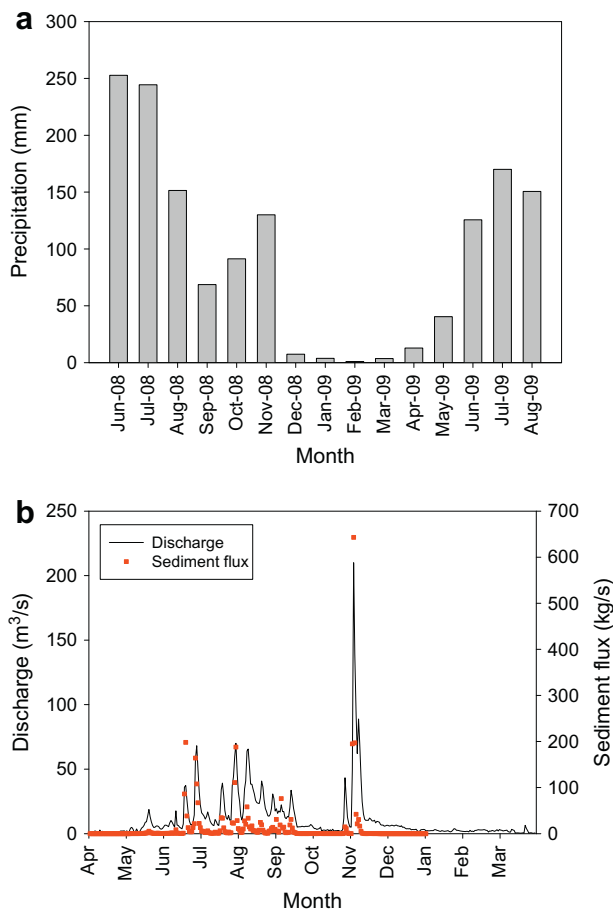 a
300
250
200
150
100
50
0
Precipitation (mm)
Jun-08
Jul-08
Aug-08
Sep-08
Oct-08
Nov-08
Dec-08
Jan-09
Feb-09
Mar-09
Apr-09
May-09
Jun-09
Jul-09
Aug-09
Month
b
250
200
150
100
50
0
Discharge (m³/s)
Discharge
Sediment flux
700
600
500
400
300
200
100
0
Sediment flux (kg/s)
Apr
May
Jun
Jul
Aug
Sep
Oct
Nov
Dec
Jan
Feb
Mar
Month